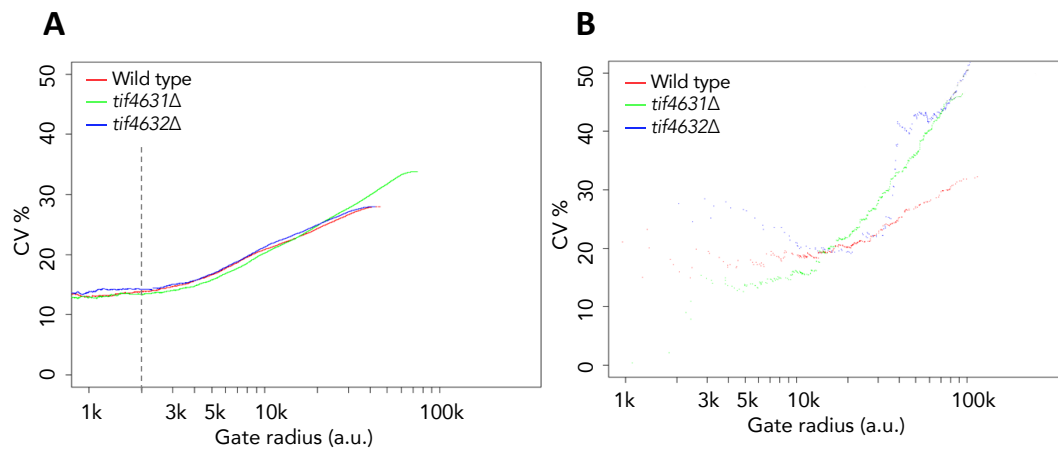 A
Wild type
tif4631Δ
tif4632Δ
CV %
50
40
30
20
10
0
1k 3k 5k 10k 100k
Gate radius (a.u.)
B
Wild type
tif4631Δ
tif4632Δ
CV %
50
40
30
20
10
0
1k 3k 5k 10k 100k
Gate radius (a.u.)